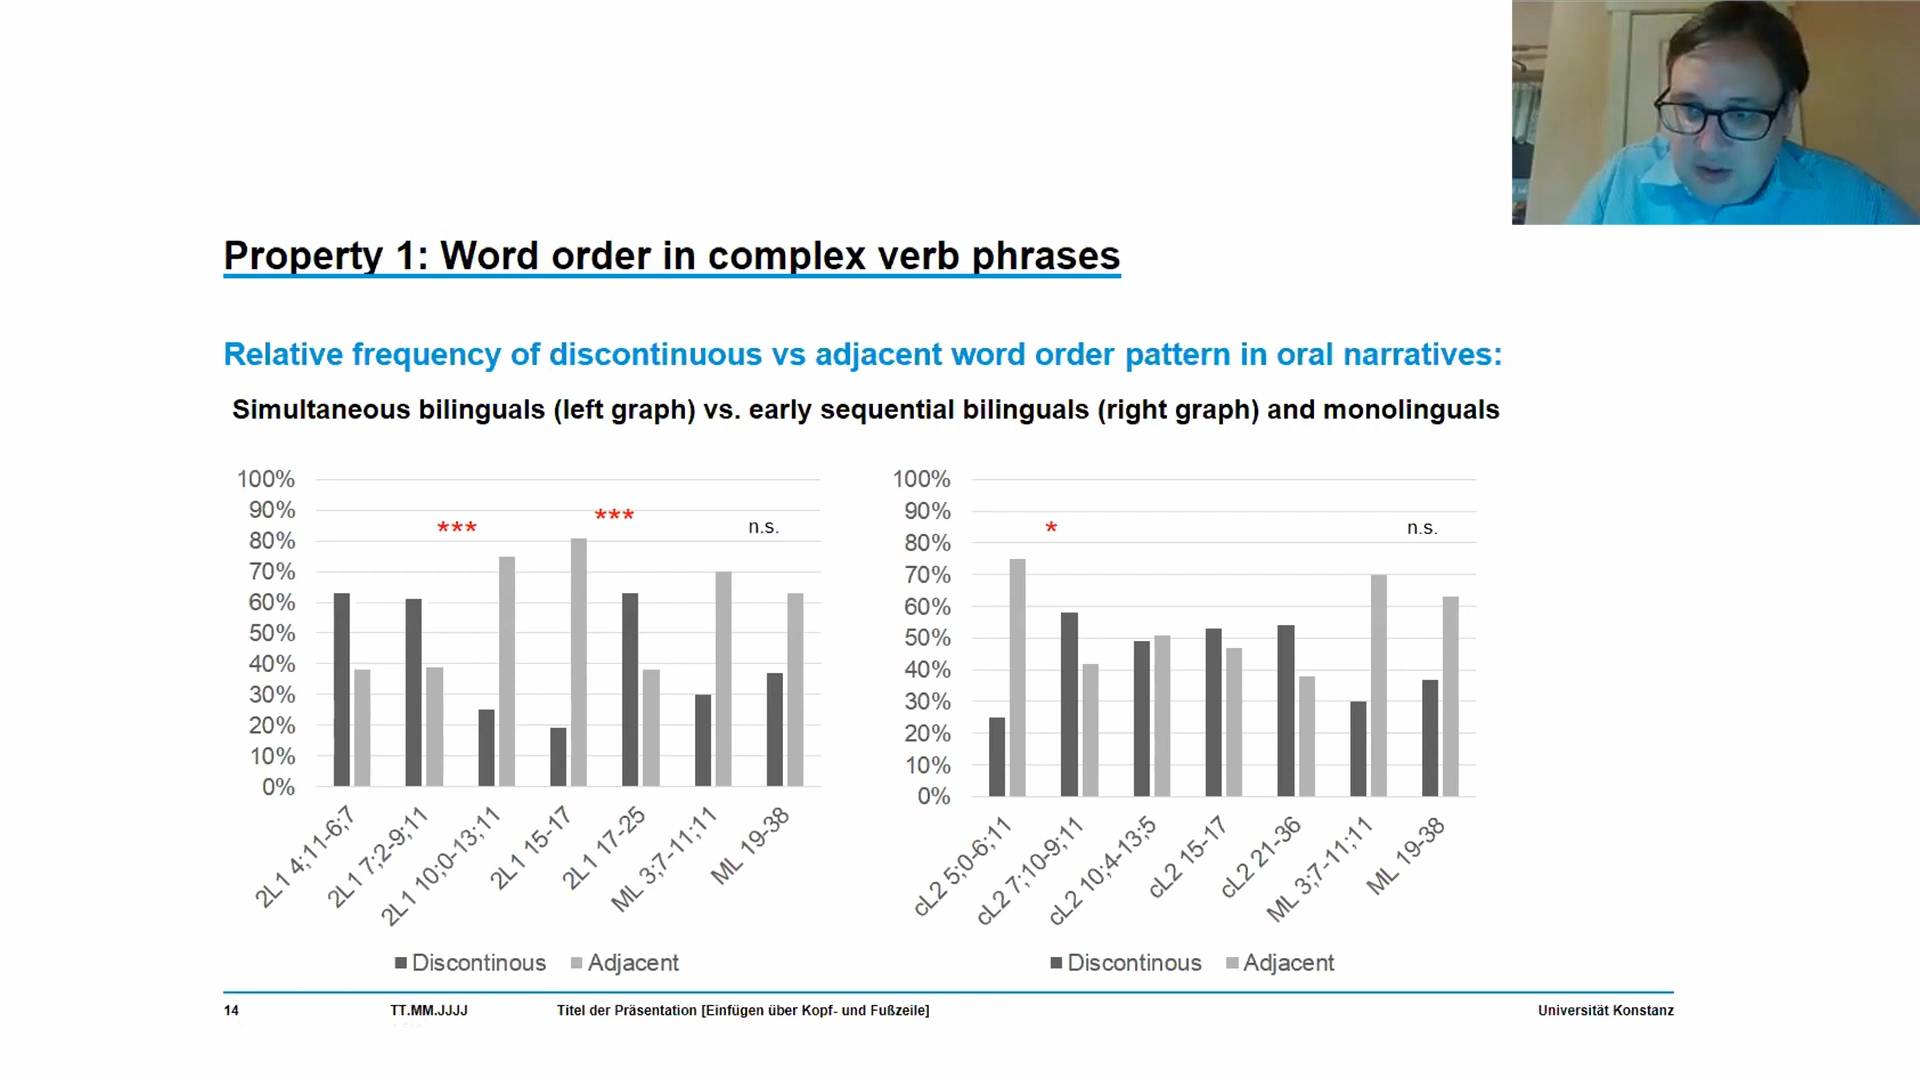 Property 1: Word order in complex verb phrases
Relative frequency of discontinuous vs adjacent word order pattern in oral narratives:
Simultaneous bilinguals (left graph) vs. early sequential bilinguals (right graph) and monolinguals
100%
90%
80%
70%
60%
50%
40%
30%
20%
10%
0%
***
***
n.s.
2L1 4;11-6;7
2L1 7;2-9;11
2L1 10;0-13;11
2L1 15-17
2L1 17-25
ML 3;7-11;11
ML 19-38
Discontinous Adjacent
100%
90%
80%
70%
60%
50%
40%
30%
20%
10%
0%
*
n.s.
cL2 5;0-6;11
cL2 7;10-9;11
cL2 10;4-13;5
cL2 15-17
cL2 21-36
ML 3;7-11;11
ML 19-38
Discontinous Adjacent
14 TT.MM.JJJJ Titel der Präsentation [Einfügen über Kopf- und Fußzeile] Universität Konstanz